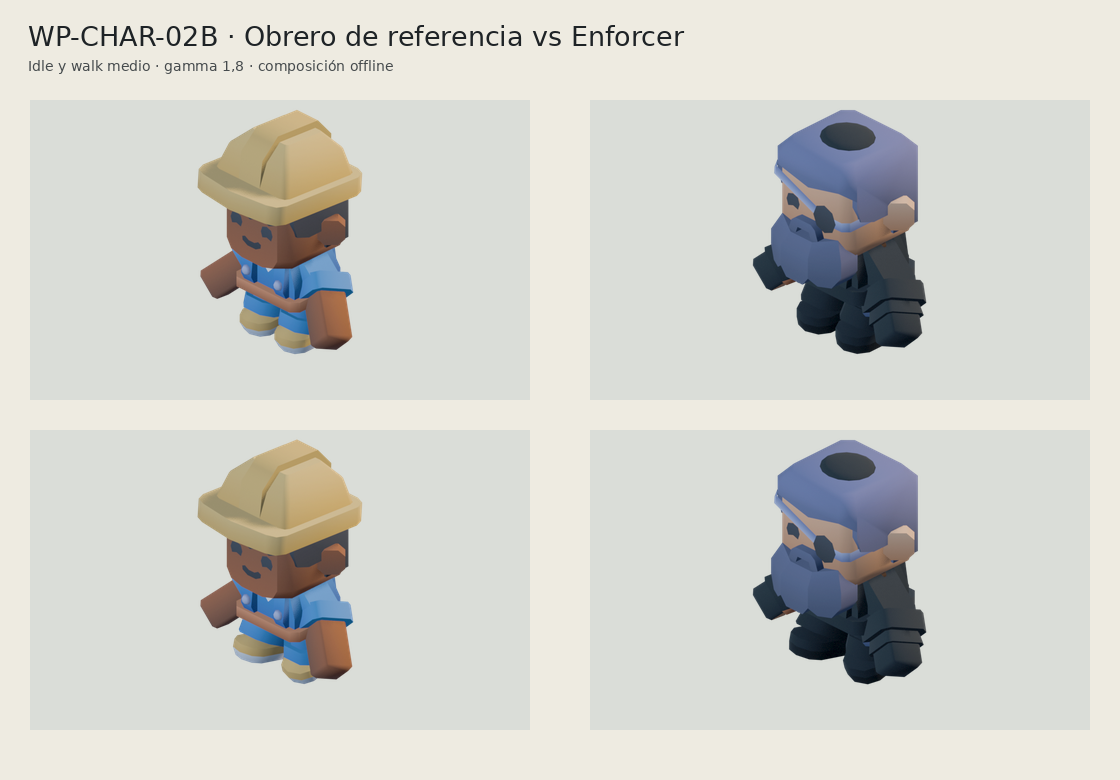 WP-CHAR-02B · Obrero de referencia vs Enforcer
Idle y walk medio · gamma 1,8 · composición offline